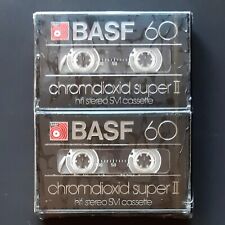 BASF 60
chromdioxid super II
hifi stereo SM cassette
BASF 60
chromdioxid super II
hifi stereo SM cassette